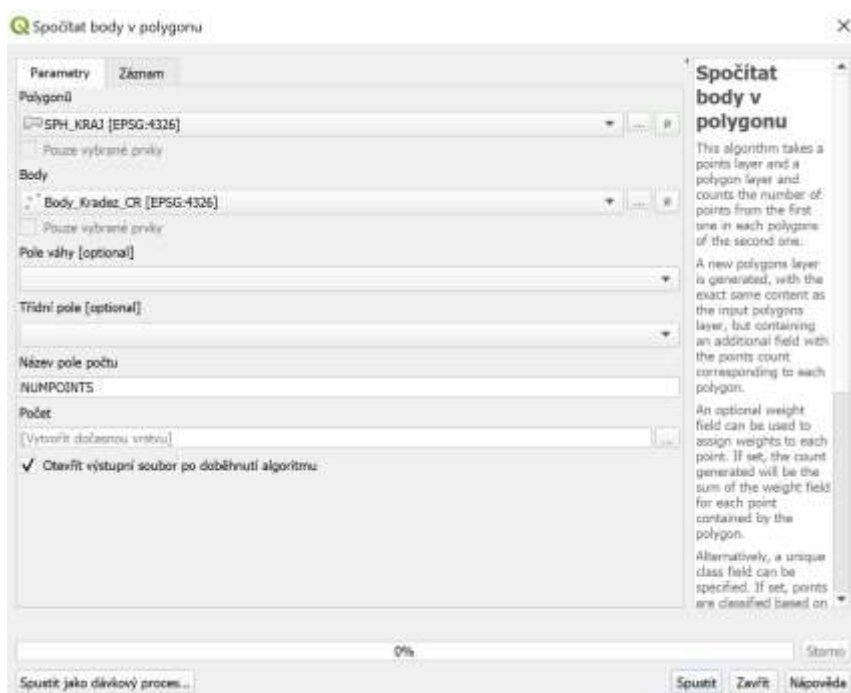 Spočítat body v polygonu
Parametry
Záznam
Polygonů
SPH_KRAJ [EPSG:4326]
...
Pouze vybrané prvky
Body
Body_Kradez_CR [EPSG:4326]
...
Pouze vybrané prvky
Pole váhy [optional]
Třídní pole [optional]
Název pole počtu
NUMPOINTS
Počet
[Vytvořit dočasnou vrstvu]
...
Otevřít výstupní soubor po doběhnutí algoritmu
Spočítat
body v
polygonu
This algorithm takes a
points layer and a
polygon layer and
counts the number of
points from the first
one in each polygons
of the second one.
A new polygons layer
is generated, with the
exact same content as
the input polygons
layer, but containing
an additional field with
the points count
corresponding to each
polygon.
An optional weight
field can be used to
assign weights to each
point. If set, the count
generated will be the
sum of the weight field
for each point
contained by the
polygon.
Alternatively, a unique
class field can be
specified. If set, points
are classified based on
0%
Storno
Spustit jako dávkový proces...
Spustit
Zavřít
Nápověda